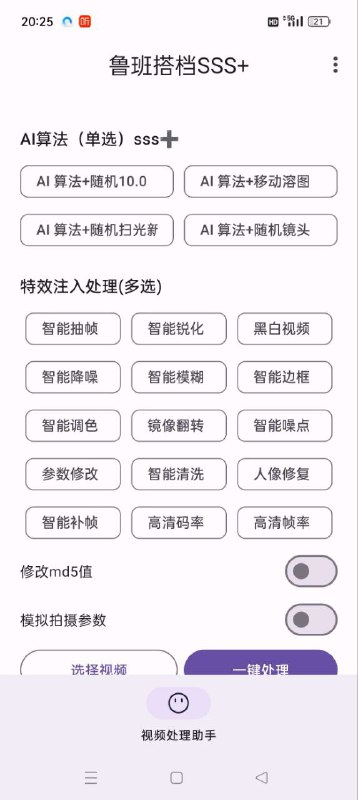 20:25 听 HD 5G 21
鲁班搭档SSS+
AI算法（单选）sss➕
AI 算法+随机10.0 AI 算法+移动溶图
AI 算法+随机扫光新 AI 算法+随机镜头
特效注入处理(多选)
智能抽帧 智能锐化 黑白视频
智能降噪 智能模糊 智能边框
智能调色 镜像翻转 智能噪点
参数修改 智能清洗 人像修复
智能补帧 高清码率 高清帧率
修改md5值
模拟拍摄参数
选择视频 一键处理
视频处理助手